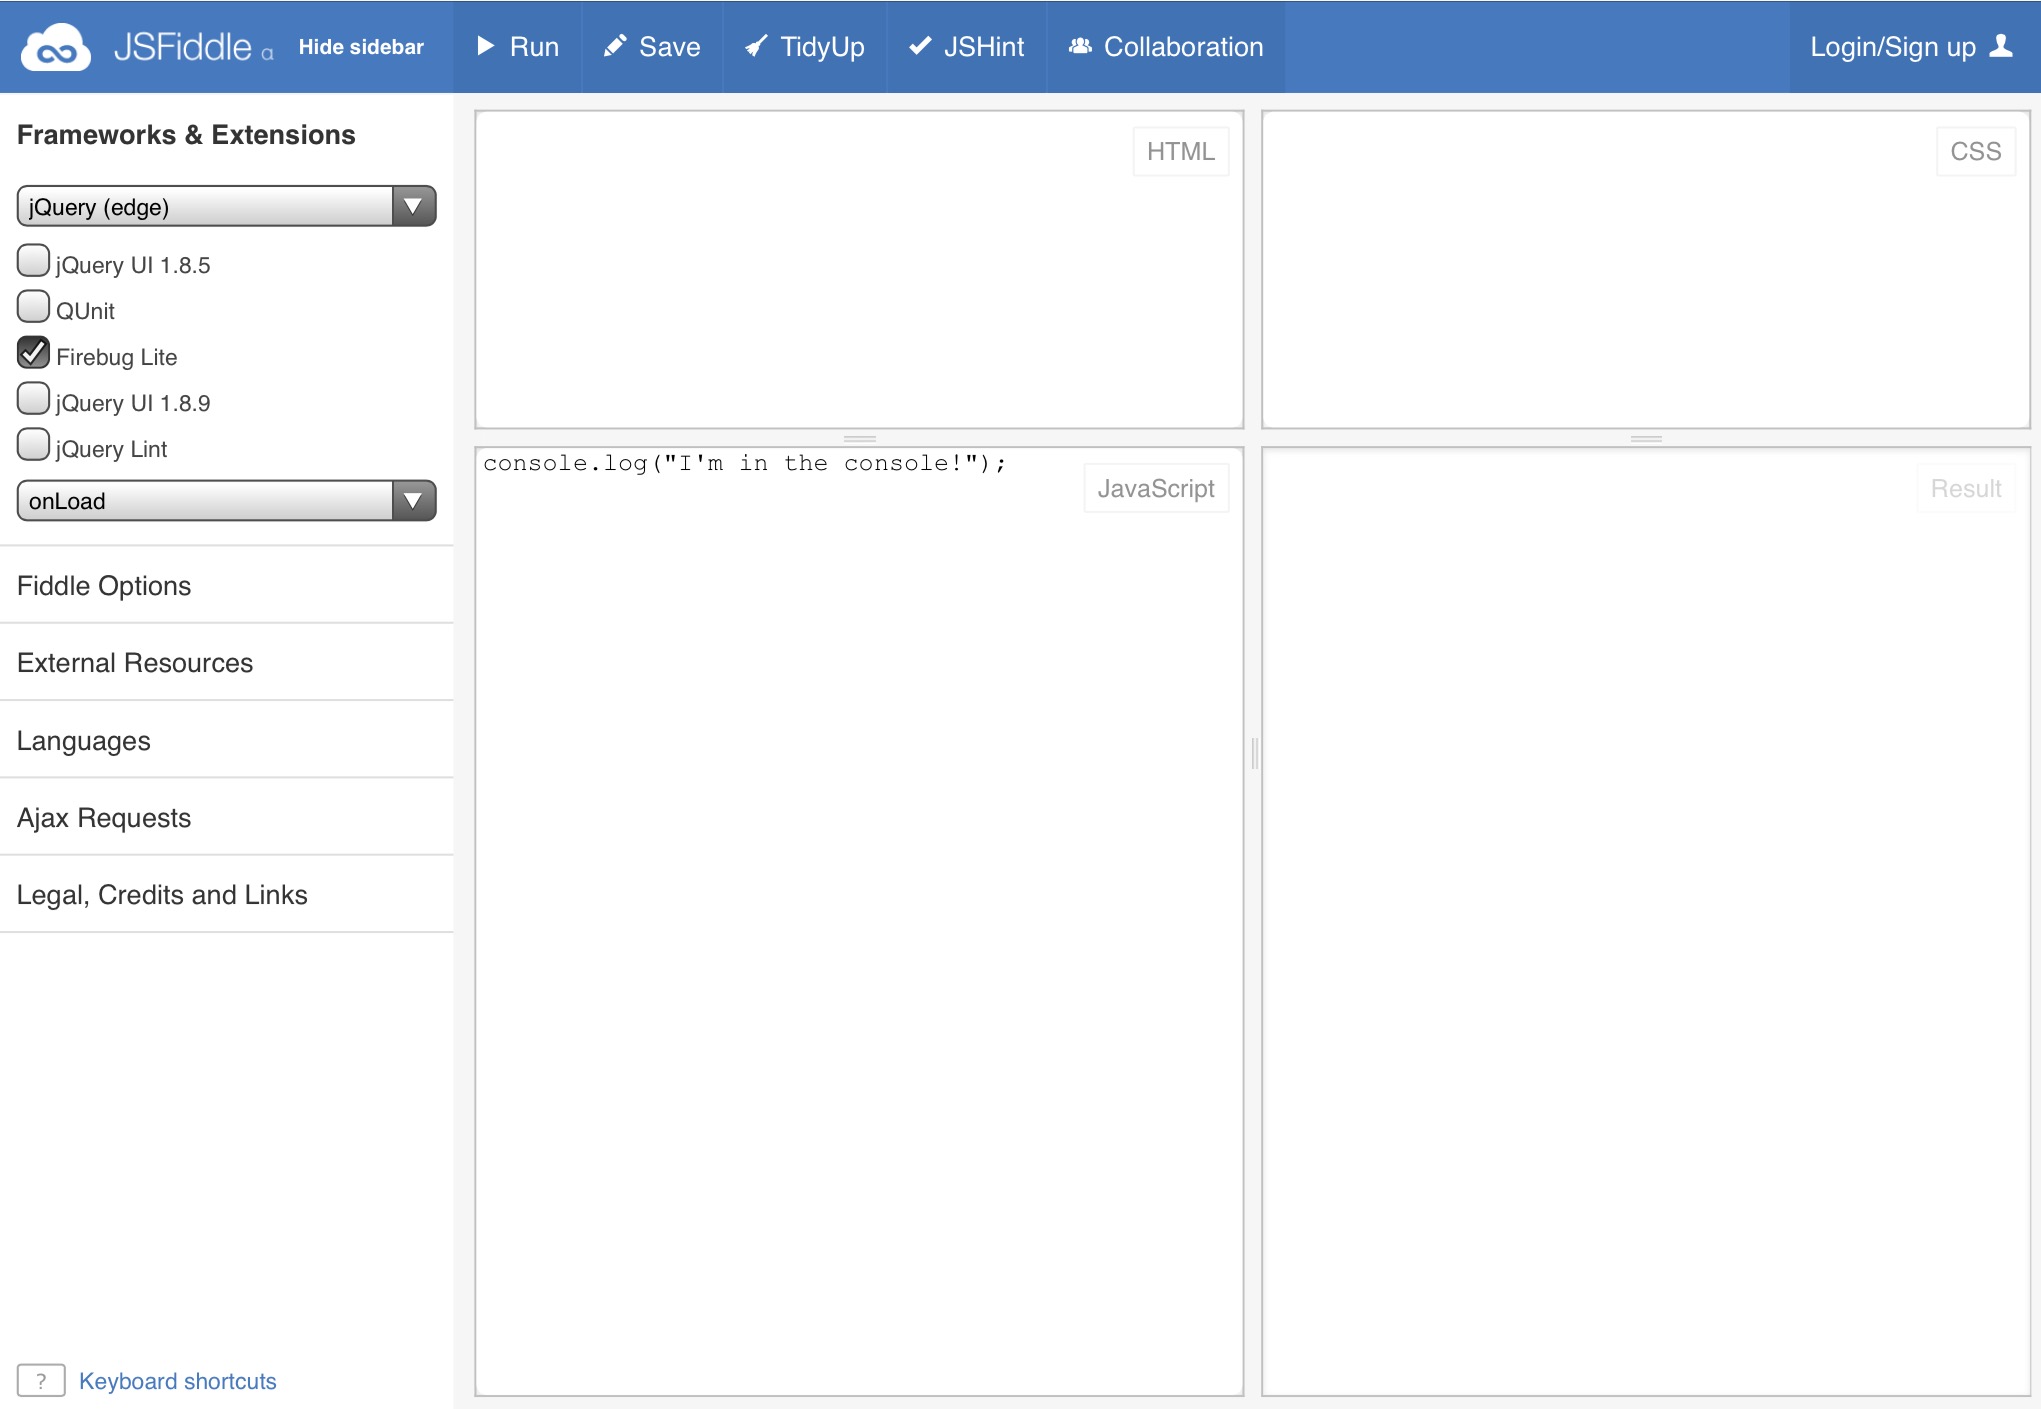 JSFiddle α
Hide sidebar
Run
Save
TidyUp
JSHint
Collaboration
Login/Sign up
Frameworks & Extensions
jQuery (edge)
jQuery UI 1.8.5
QUnit
Firebug Lite
jQuery UI 1.8.9
jQuery Lint
onLoad
Fiddle Options
External Resources
Languages
Ajax Requests
Legal, Credits and Links
? Keyboard shortcuts
HTML
CSS
console.log("I'm in the console!");
JavaScript
Result